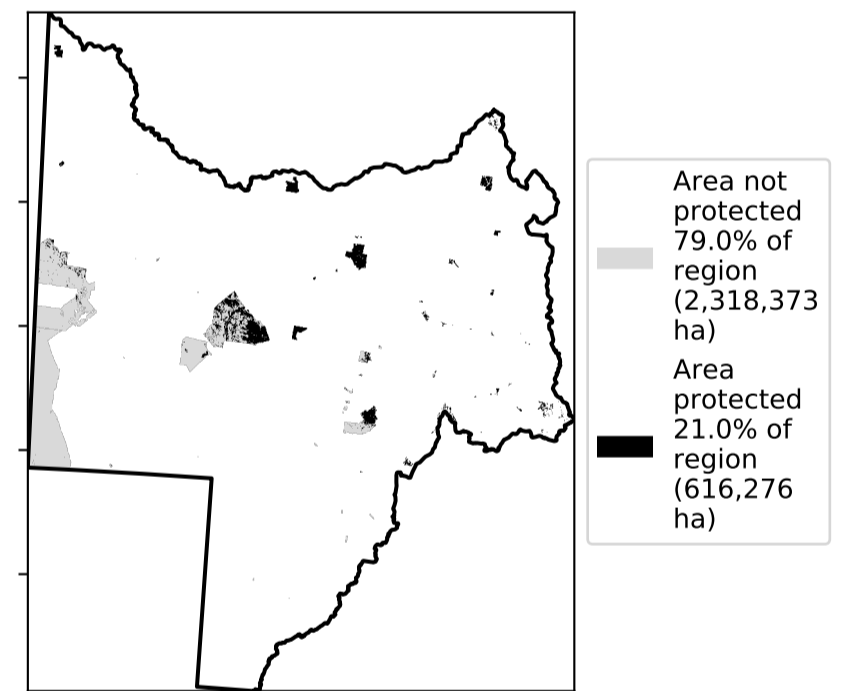 Area not
protected
79.0% of
region
(2,318,373
ha)
Area
protected
21.0% of
region
(616,276
ha)